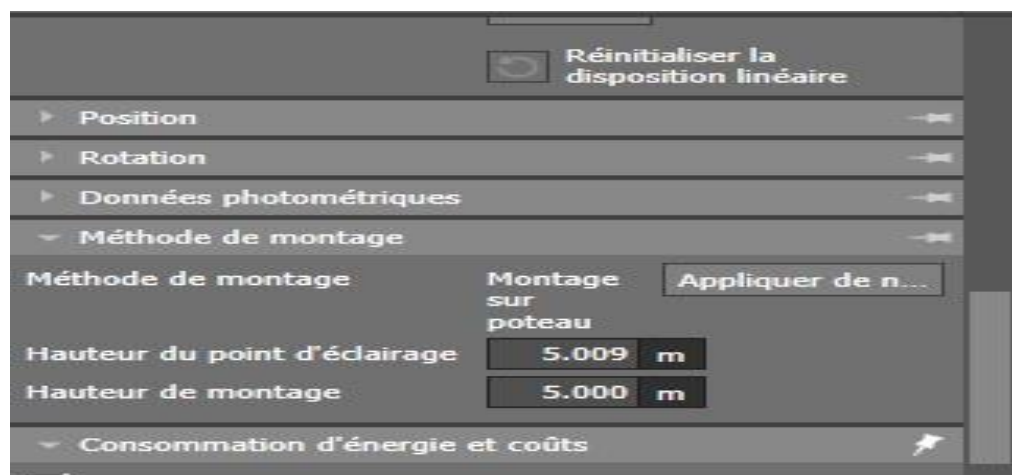 Réinitialiser la
disposition linéaire
Position
Rotation
Données photométriques
Méthode de montage
Méthode de montage
Montage
sur
poteau
Appliquer de n...
Hauteur du point d'éclairage
5.009 m
Hauteur de montage
5.000 m
Consommation d'énergie et coûts